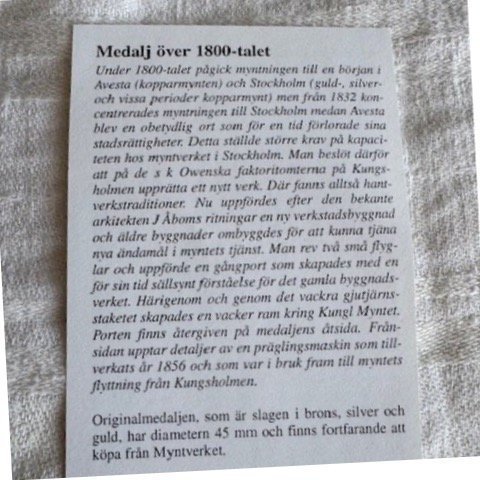 Medalj över 1800-talet
Under 1800-talet pågick myntningen till en början i
Avesta (kopparmynten) och Stockholm (guld-, silver-
och vissa perioder kopparmynt) men från 1832 kon-
centrerades myntningen till Stockholm medan Avesta
blev en obetydlig ort som för en tid förlorade sina
stadsrättigheter. Detta ställde större krav på kapaci-
teten hos myntverket i Stockholm. Man beslöt därför
att på de s k Owenska faktoritomterna på Kungs-
holmen upprätta ett nytt verk. Där fanns alltså hant-
verkstraditioner. Nu uppfördes efter den bekante
arkitekten J Åboms ritningar en ny verkstadsbyggnad
och äldre byggnader ombyggdes för att kunna tjäna
nya ändamål i myntets tjänst. Man rev två små flyg-
lar och uppförde en gångport som skapades med en
för sin tid sällsynt förståelse för det gamla byggnads-
verket. Härigenom och genom det vackra gjutjärns-
staketet skapades en vacker ram kring Kungl Myntet.
Porten finns återgiven på medaljens åtsida. Från-
sidan upptar detaljer av en präglingsmaskin som till-
verkats år 1856 och som var i bruk fram till myntets
flyttning från Kungsholmen.
Originalmedaljen, som är slagen i brons, silver och
guld, har diametern 45 mm och finns fortfarande att
köpa från Myntverket.